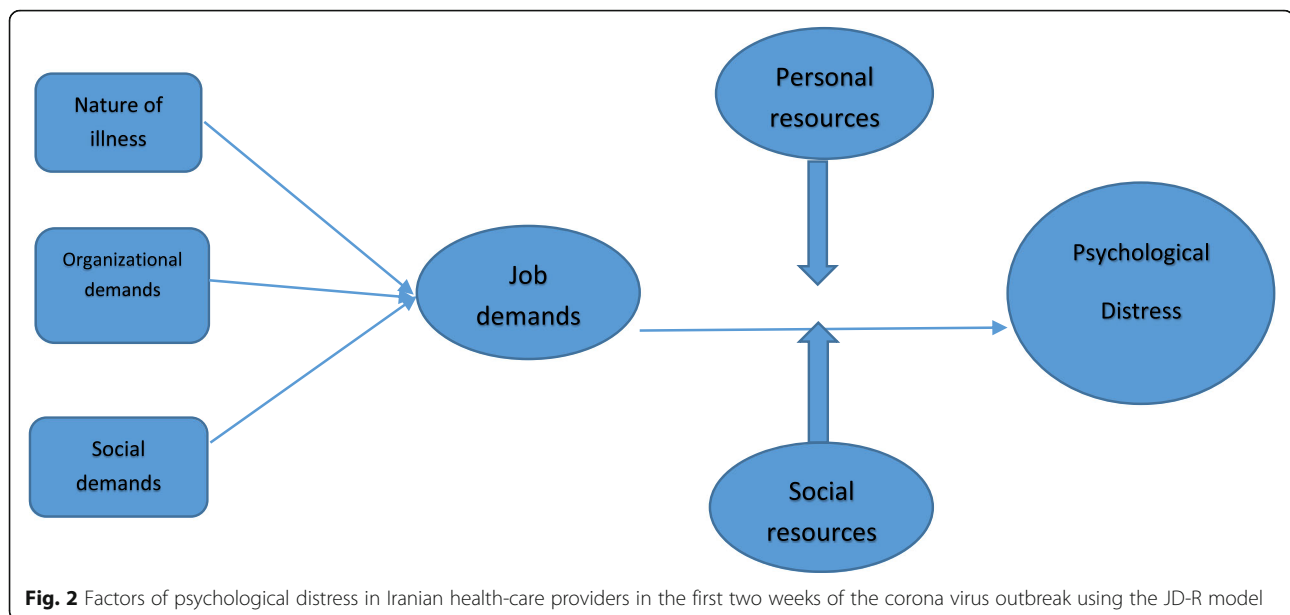 Nature of
illness
Organizational
demands
Social
demands
Job
demands
Personal
resources
Social
resources
Psychological
Distress
Fig. 2 Factors of psychological distress in Iranian health-care providers in the first two weeks of the corona virus outbreak using the JD-R model